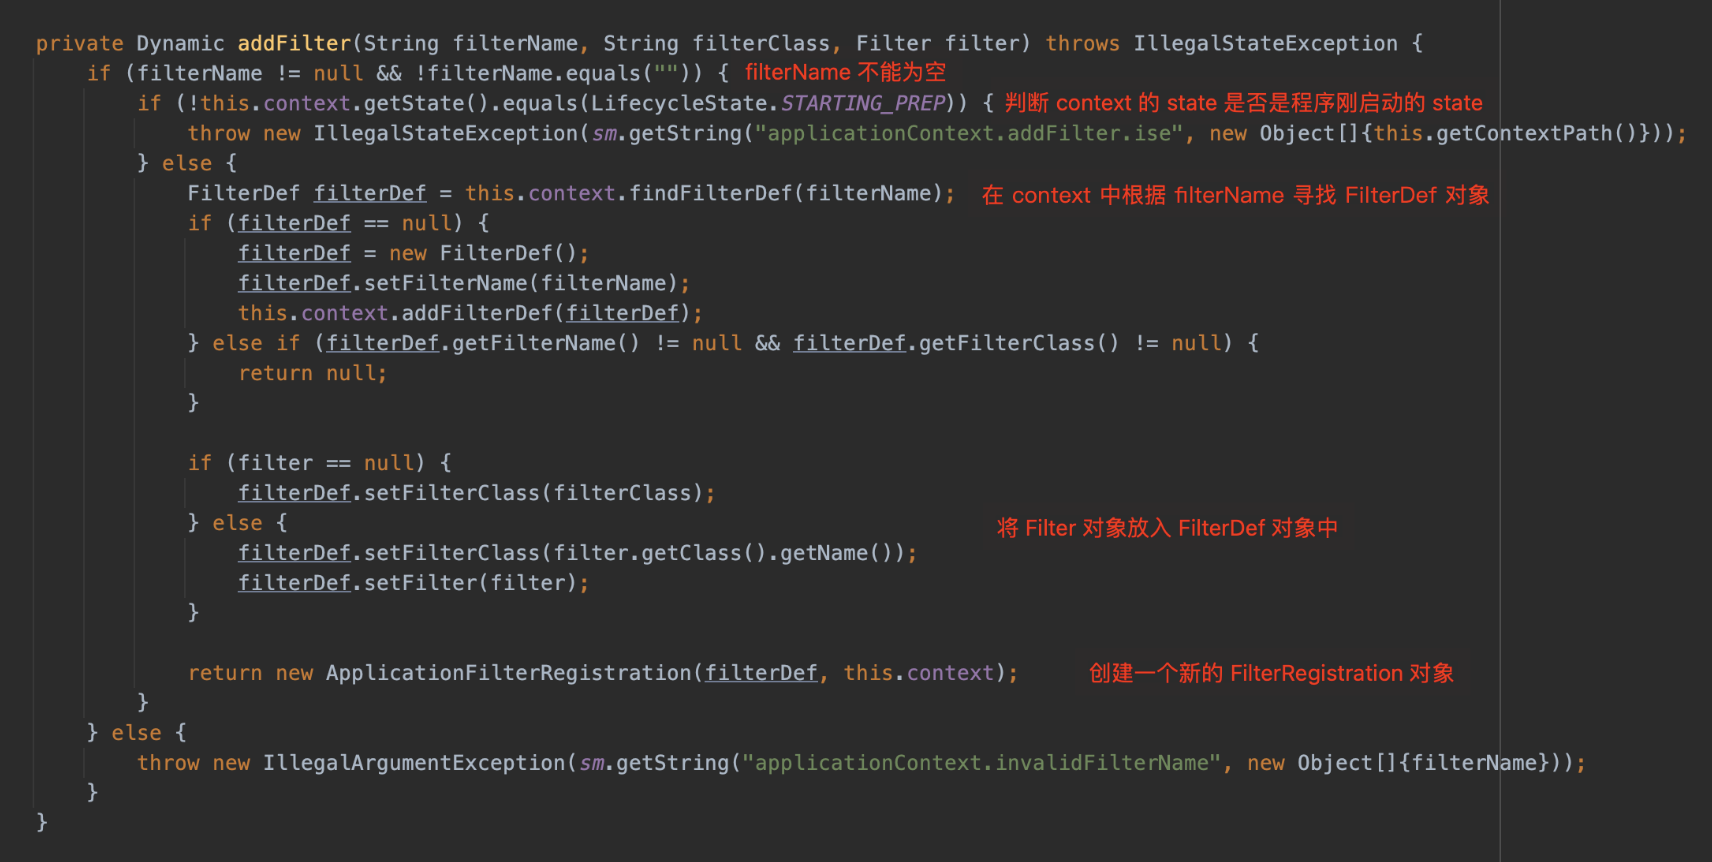 private Dynamic addFilter(String filterName, String filterClass, Filter filter) throws IllegalStateException {
if (filterName != null && !filterName.equals("")) { filterName 不能为空
if (!this.context.getState().equals(LifecycleState.STARTING_PREP)) { 判断 context 的 state 是否是程序刚启动的 state
throw new IllegalStateException(sm.getString("applicationContext.addFilter.ise", new Object[]{this.getContextPath()}));
} else {
FilterDef filterDef = this.context.findFilterDef(filterName); 在 context 中根据 filterName 寻找 FilterDef 对象
if (filterDef == null) {
filterDef = new FilterDef();
filterDef.setFilterName(filterName);
this.context.addFilterDef(filterDef);
} else if (filterDef.getFilterName() != null && filterDef.getFilterClass() != null) {
return null;
}
if (filter == null) {
filterDef.setFilterClass(filterClass);
} else { 将 Filter 对象放入 FilterDef 对象中
filterDef.setFilterClass(filter.getClass().getName());
filterDef.setFilter(filter);
}
return new ApplicationFilterRegistration(filterDef, this.context); 创建一个新的 FilterRegistration 对象
}
} else {
throw new IllegalArgumentException(sm.getString("applicationContext.invalidFilterName", new Object[]{filterName}));
}
}